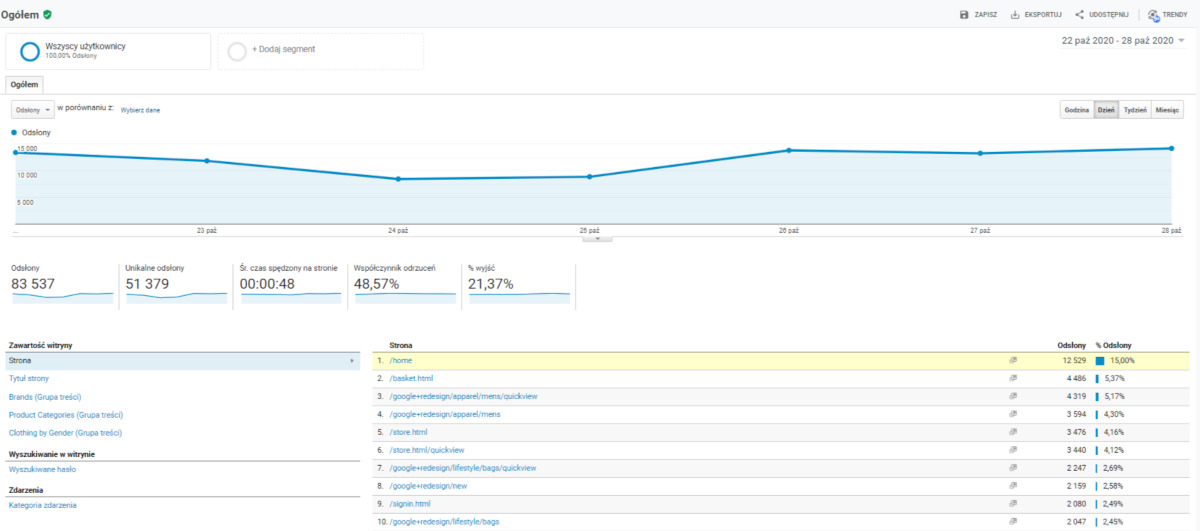 Ogółem
ZAPISZ EKSPORTUJ UDOSTĘPNIJ TRENDY
Wszyscy użytkownicy
100,00% Odsłony
+ Dodaj segment
22 paź 2020 - 28 paź 2020
Ogółem
Odsłony w porównaniu z: Wybierz dane
Godzina Dzień Tydzień Miesiąc
Odsłony
15 000
10 000
5 000
... 23 paź 24 paź 25 paź 26 paź 27 paź 28 paź
Odsłony Unikalne odsłony Śr. czas spędzony na stronie Współczynnik odrzuceń % wyjść
83 537 51 379 00:00:48 48,57% 21,37%
Zawartość witryny
Strona
Tytuł strony
Brands (Grupa treści)
Product Categories (Grupa treści)
Clothing by Gender (Grupa treści)
Wyszukiwanie w witrynie
Wyszukiwane hasło
Zdarzenia
Kategoria zdarzenia
Strona Odsłony % Odsłony
1. /home 12 529 15,00%
2. /basket.html 4 486 5,37%
3. /google+redesign/apparel/mens/quickview 4 319 5,17%
4. /google+redesign/apparel/mens 3 594 4,30%
5. /store.html 3 476 4,16%
6. /store.html/quickview 3 440 4,12%
7. /google+redesign/lifestyle/bags/quickview 2 247 2,69%
8. /google+redesign/new 2 159 2,58%
9. /signin.html 2 080 2,49%
10. /google+redesign/lifestyle/bags 2 047 2,45%